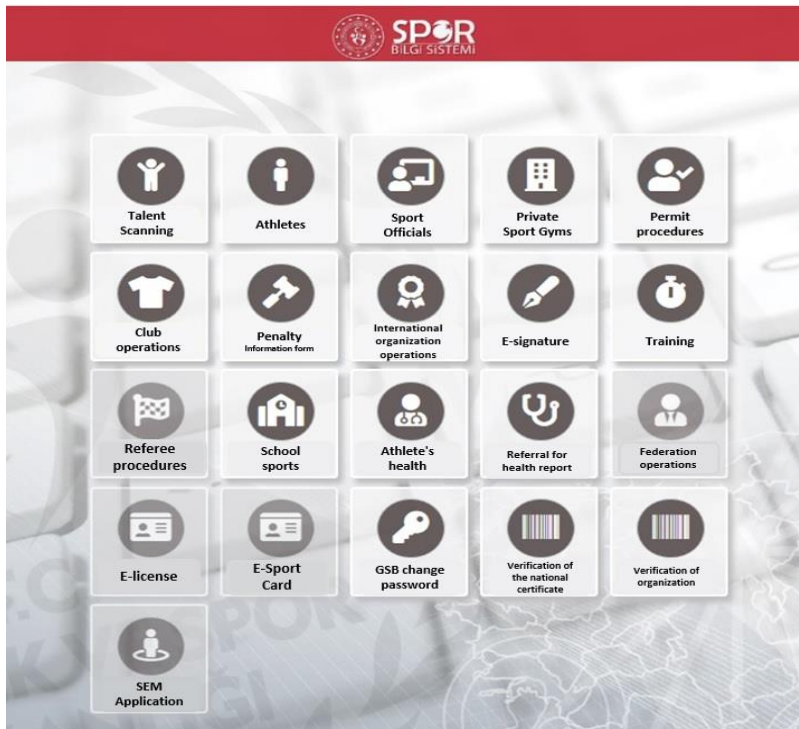 SPOR
BİLGİ SİSTEMİ
Talent
Scanning
Athletes
Sport
Officials
Private
Sport Gyms
Permit
procedures
Club
operations
Penalty
Information form
International
organization
operations
E-signature
Training
Referee
procedures
School
sports
Athlete's
health
Referral for
health report
Federation
operations
E-license
E-Sport
Card
GSB change
password
Verification of
the national
certificate
Verification of
organization
SEM
Application